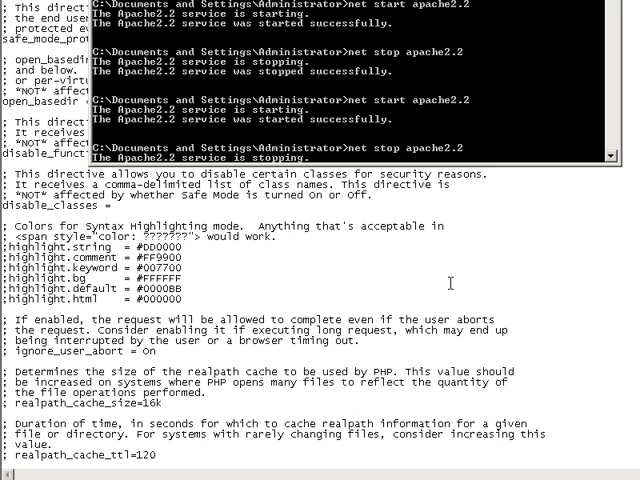 ; This directi
; the end user
; protected e
safe_mode_prot
; open_basedir
; and below.
; or per-virtu
; *NOT* affect
open_basedir =
; This directi
; It receives
; *NOT* affect
disable_funct
C:\Documents and Settings\Administrator>net start apache2.2
The Apache2.2 service is starting.
The Apache2.2 service was started successfully.
C:\Documents and Settings\Administrator>net stop apache2.2
The Apache2.2 service is stopping.
The Apache2.2 service was stopped successfully.
C:\Documents and Settings\Administrator>net start apache2.2
The Apache2.2 service is starting.
The Apache2.2 service was started successfully.
C:\Documents and Settings\Administrator>net stop apache2.2
The Apache2.2 service is stopping.
; This directive allows you to disable certain classes for security reasons.
; It receives a comma-delimited list of class names. This directive is
; *NOT* affected by whether Safe Mode is turned On or Off.
disable_classes =
; Colors for Syntax Highlighting mode.  Anything that's acceptable in
; <span style="color: ???????"> would work.
;highlight.string  = #DD0000
;highlight.comment = #FF9900
;highlight.keyword = #007700
;highlight.bg      = #FFFFFF
;highlight.default = #0000BB
;highlight.html    = #000000
; If enabled, the request will be allowed to complete even if the user aborts
; the request. Consider enabling it if executing long request, which may end up
; being interrupted by the user or a browser timing out.
; ignore_user_abort = On
; Determines the size of the realpath cache to be used by PHP. This value should
; be increased on systems where PHP opens many files to reflect the quantity of
; the file operations performed.
; realpath_cache_size=16k
; Duration of time, in seconds for which to cache realpath information for a given
; file or directory. For systems with rarely changing files, consider increasing this
; value.
; realpath_cache_ttl=120